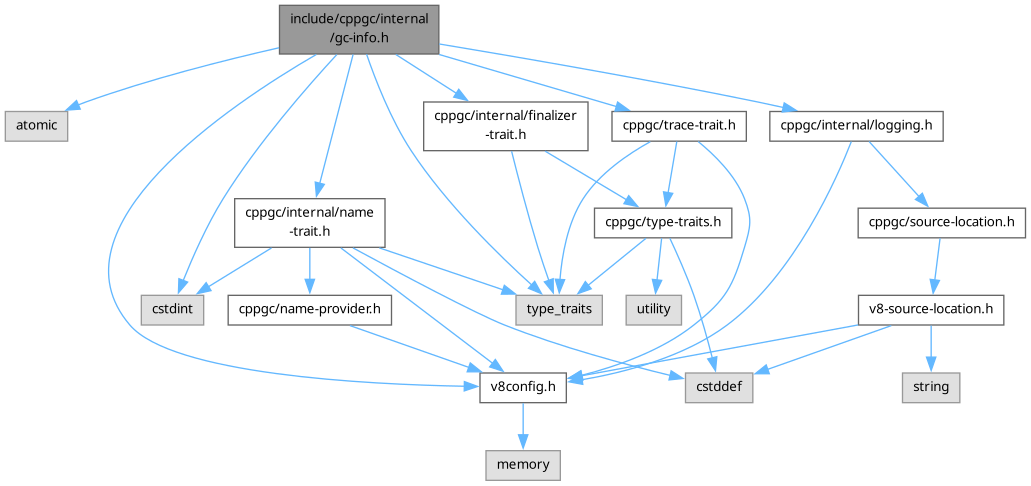 include/cppgc/internal
/gc-info.h
atomic
cppgc/internal/finalizer
-trait.h
cppgc/trace-trait.h
cppgc/internal/logging.h
cppgc/internal/name
-trait.h
cppgc/type-traits.h
cppgc/source-location.h
cstdint
cppgc/name-provider.h
type_traits
utility
v8-source-location.h
v8config.h
cstddef
string
memory